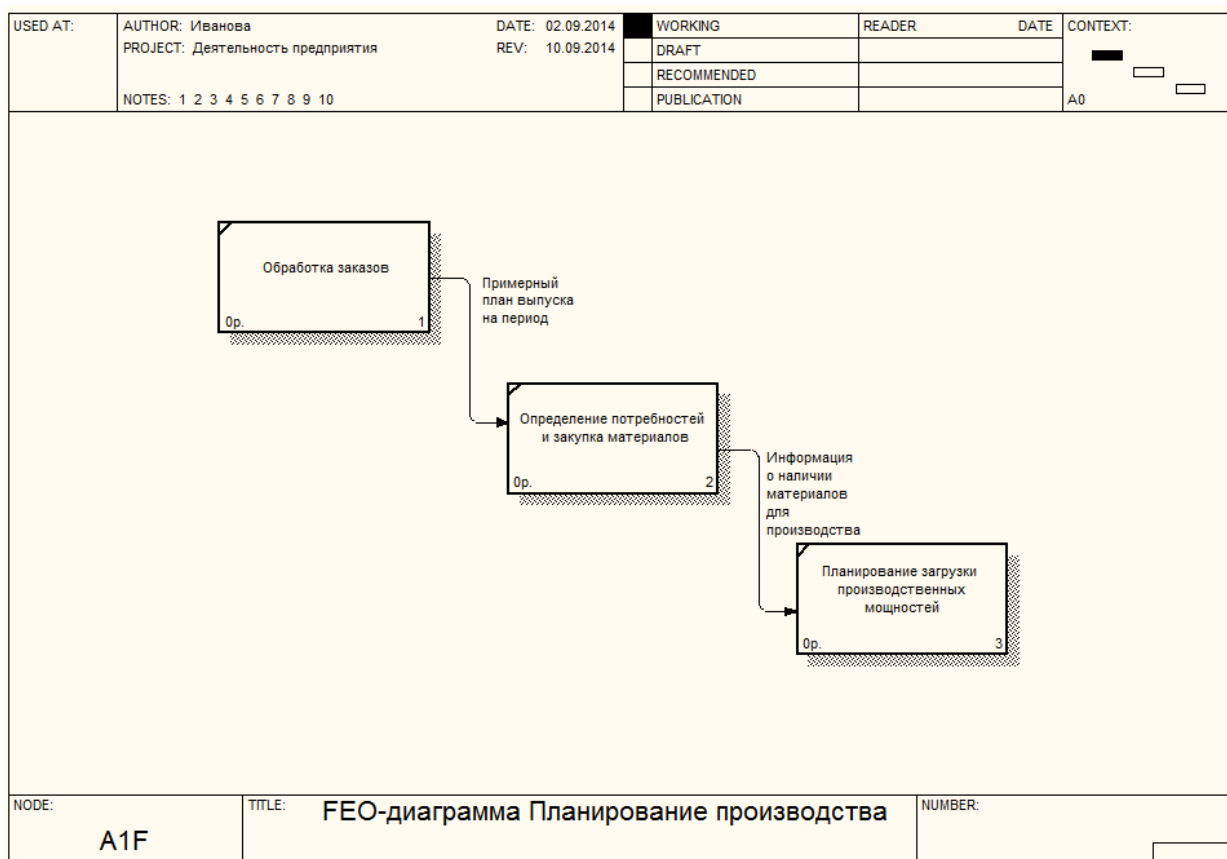 USED AT:
AUTHOR: Иванова
DATE: 02.09.2014
WORKING
READER
DATE
CONTEXT:
PROJECT: Деятельность предприятия
REV: 10.09.2014
DRAFT
RECOMMENDED
NOTES: 1 2 3 4 5 6 7 8 9 10
PUBLICATION
A0
Обработка заказов
0р.
1
Примерный
план выпуска
на период
Определение потребностей
и закупка материалов
0р.
2
Информация
о наличии
материалов
для
производства
Планирование загрузки
производственных
мощностей
0р.
3
NODE:
A1F
TITLE:
FEO-диаграмма Планирование производства
NUMBER: